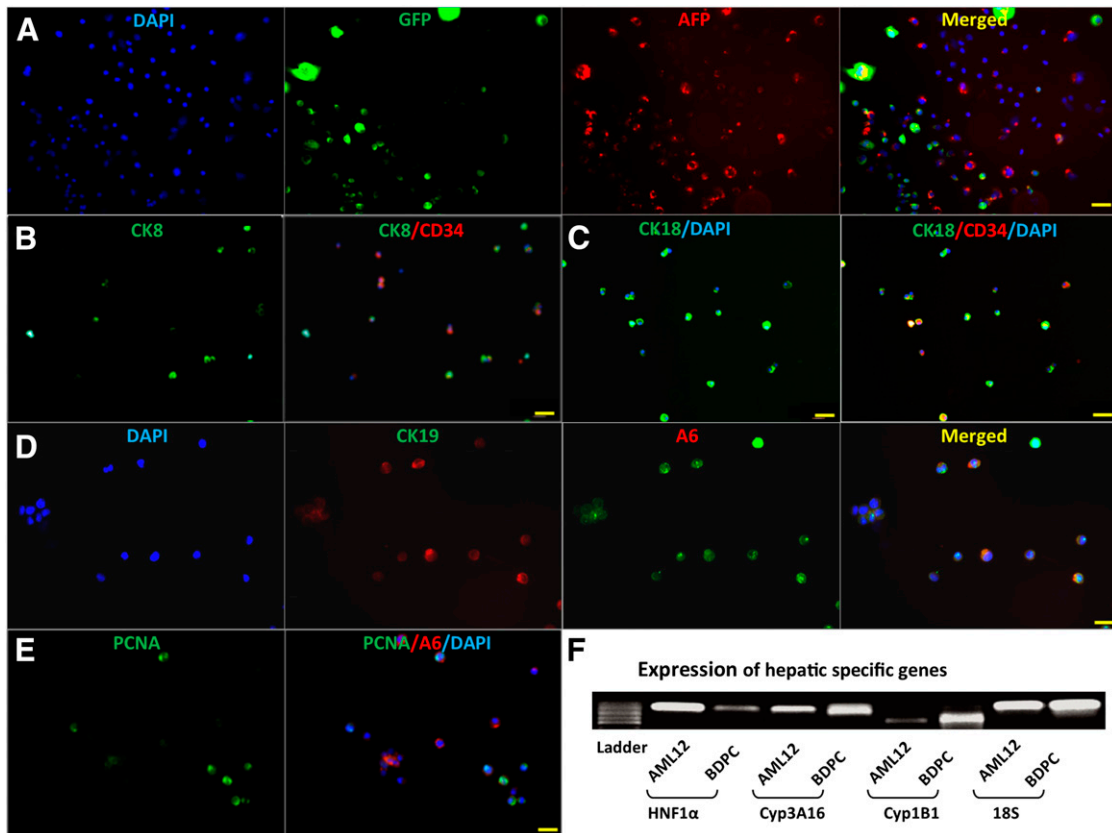 A
DAPI
GFP
AFP
Merged
B
CK8
CK8/CD34
C
CK18/DAPI
CK18/CD34/DAPI
D
DAPI
CK19
A6
Merged
E
PCNA
PCNA/A6/DAPI
F
Expression of hepatic specific genes
Ladder
AML12
BDPC
AML12
BDPC
AML12
BDPC
AML12
BDPC
HNF1α
Cyp3A16
Cyp1B1
18S